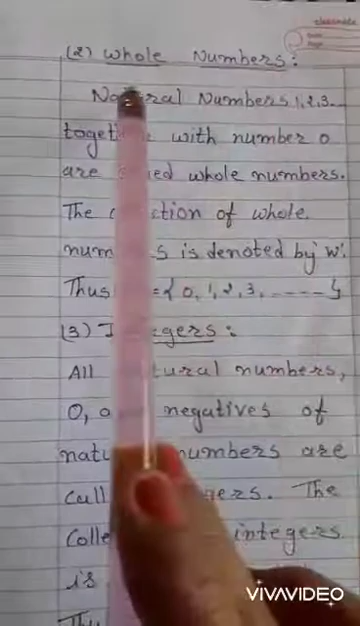 classmate
(2) Whole Numbers:
Natural Numbers 1, 2, 3...
together with number 0
are called whole numbers.
The collection of whole
numbers is denoted by 'W'.
Thus = { 0, 1, 2, 3, ----- }
(3) Integers :
All natural numbers,
0, and negatives of
natural numbers are
called integers. The
Collection integers
is
VIVAVIDEO